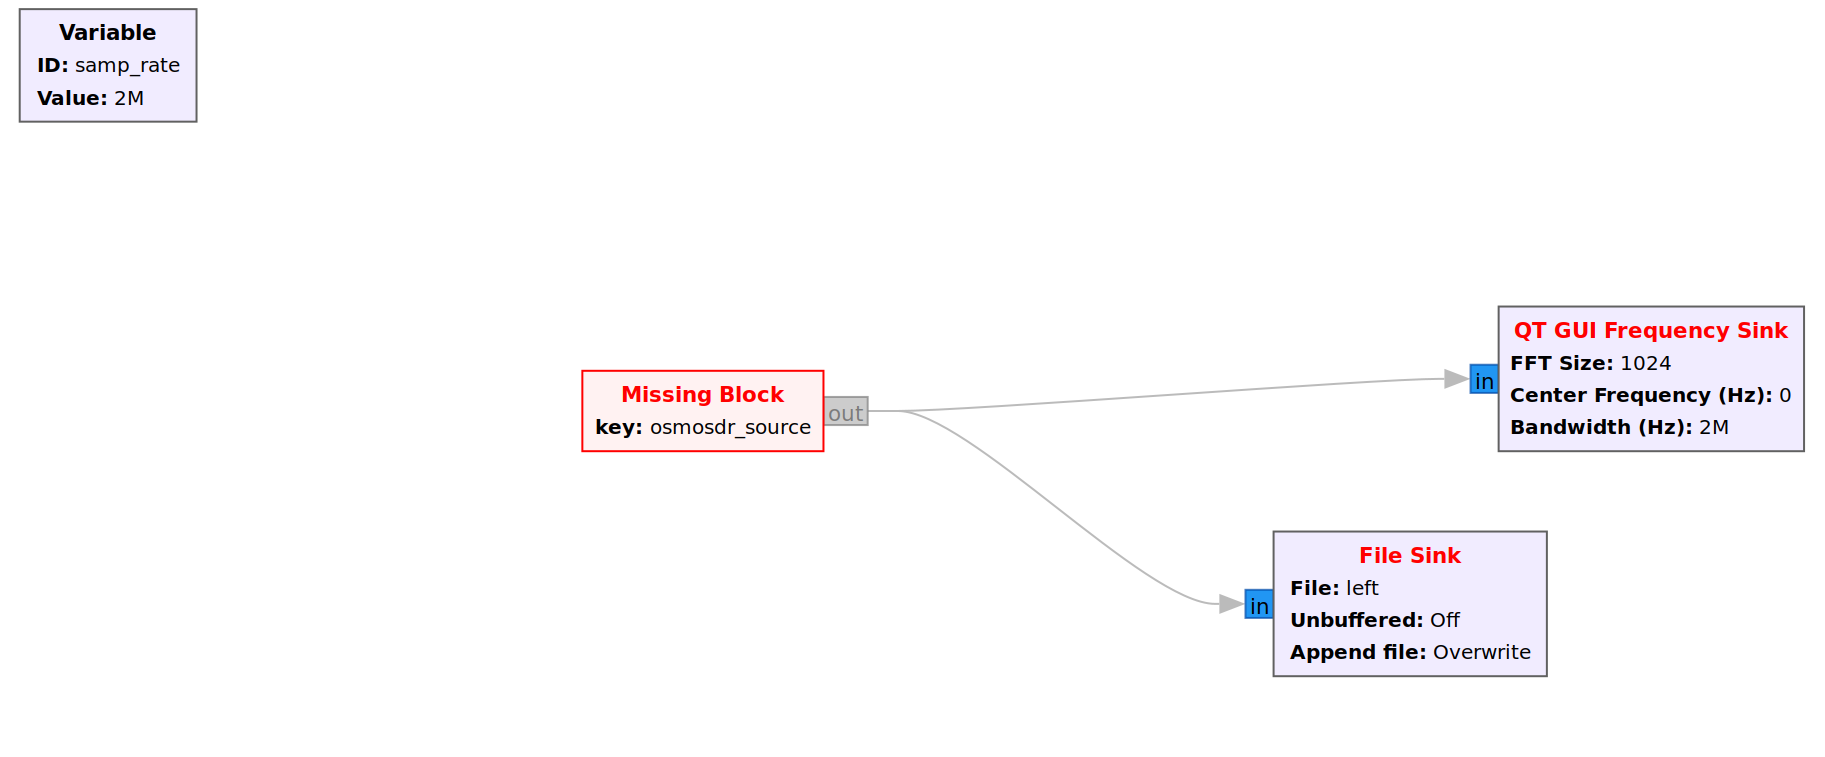 Variable
ID: samp_rate
Value: 2M
Missing Block
key: osmosdr_source
out
in
QT GUI Frequency Sink
FFT Size: 1024
Center Frequency (Hz): 0
Bandwidth (Hz): 2M
in
File Sink
File: left
Unbuffered: Off
Append file: Overwrite